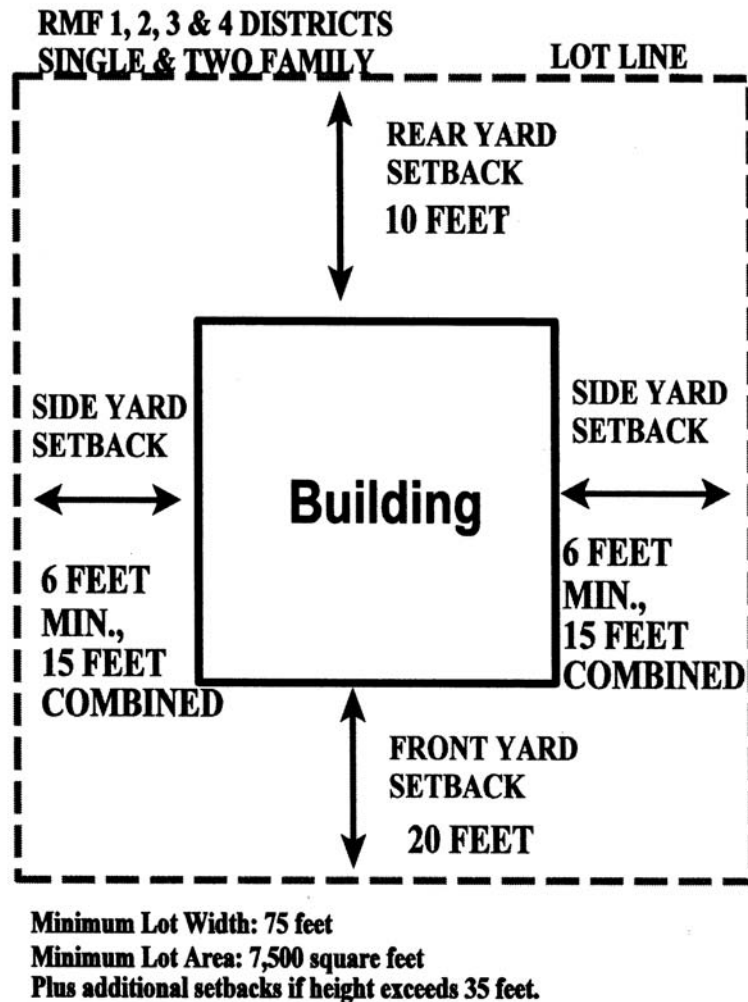 RMF 1, 2, 3 & 4 DISTRICTS
SINGLE & TWO FAMILY
LOT LINE
REAR YARD
SETBACK
10 FEET
SIDE YARD
SETBACK
6 FEET
MIN.,
15 FEET
COMBINED
Building
SIDE YARD
SETBACK
6 FEET
MIN.,
15 FEET
COMBINED
FRONT YARD
SETBACK
20 FEET
Minimum Lot Width: 75 feet
Minimum Lot Area: 7,500 square feet
Plus additional setbacks if height exceeds 35 feet.